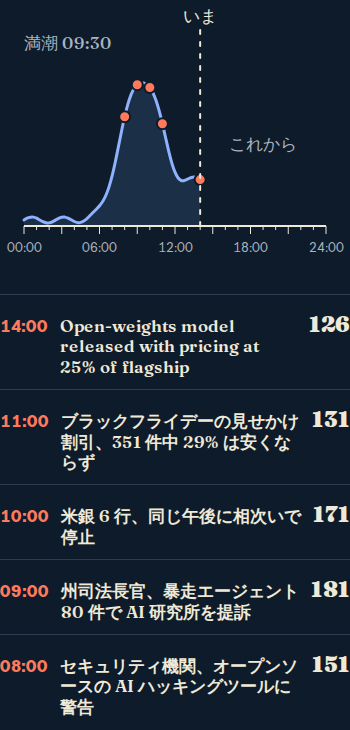 いま
満潮 09:30
これから
00:00 06:00 12:00 18:00 24:00
14:00 Open-weights model 126
released with pricing at
25% of flagship
11:00 ブラックフライデーの見せかけ 131
割引、351 件中 29% は安くな
らず
10:00 米銀 6 行、同じ午後に相次いで 171
停止
09:00 州司法長官、暴走エージェント 181
80 件で AI 研究所を提訴
08:00 セキュリティ機関、オープンソ 151
ースの AI ハッキングツールに
警告